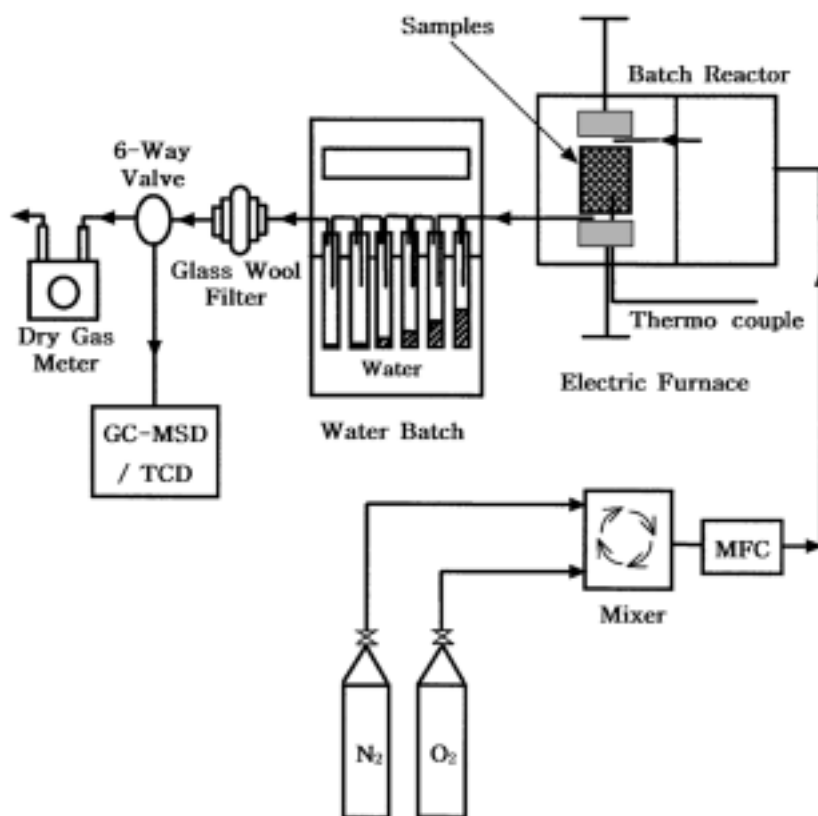 Samples
Batch Reactor
6-Way
Valve
Glass Wool
Filter
Dry Gas
Meter
Water
Thermo couple
Electric Furnace
Water Batch
GC-MSD
/ TCD
MFC
Mixer
N₂
O₂